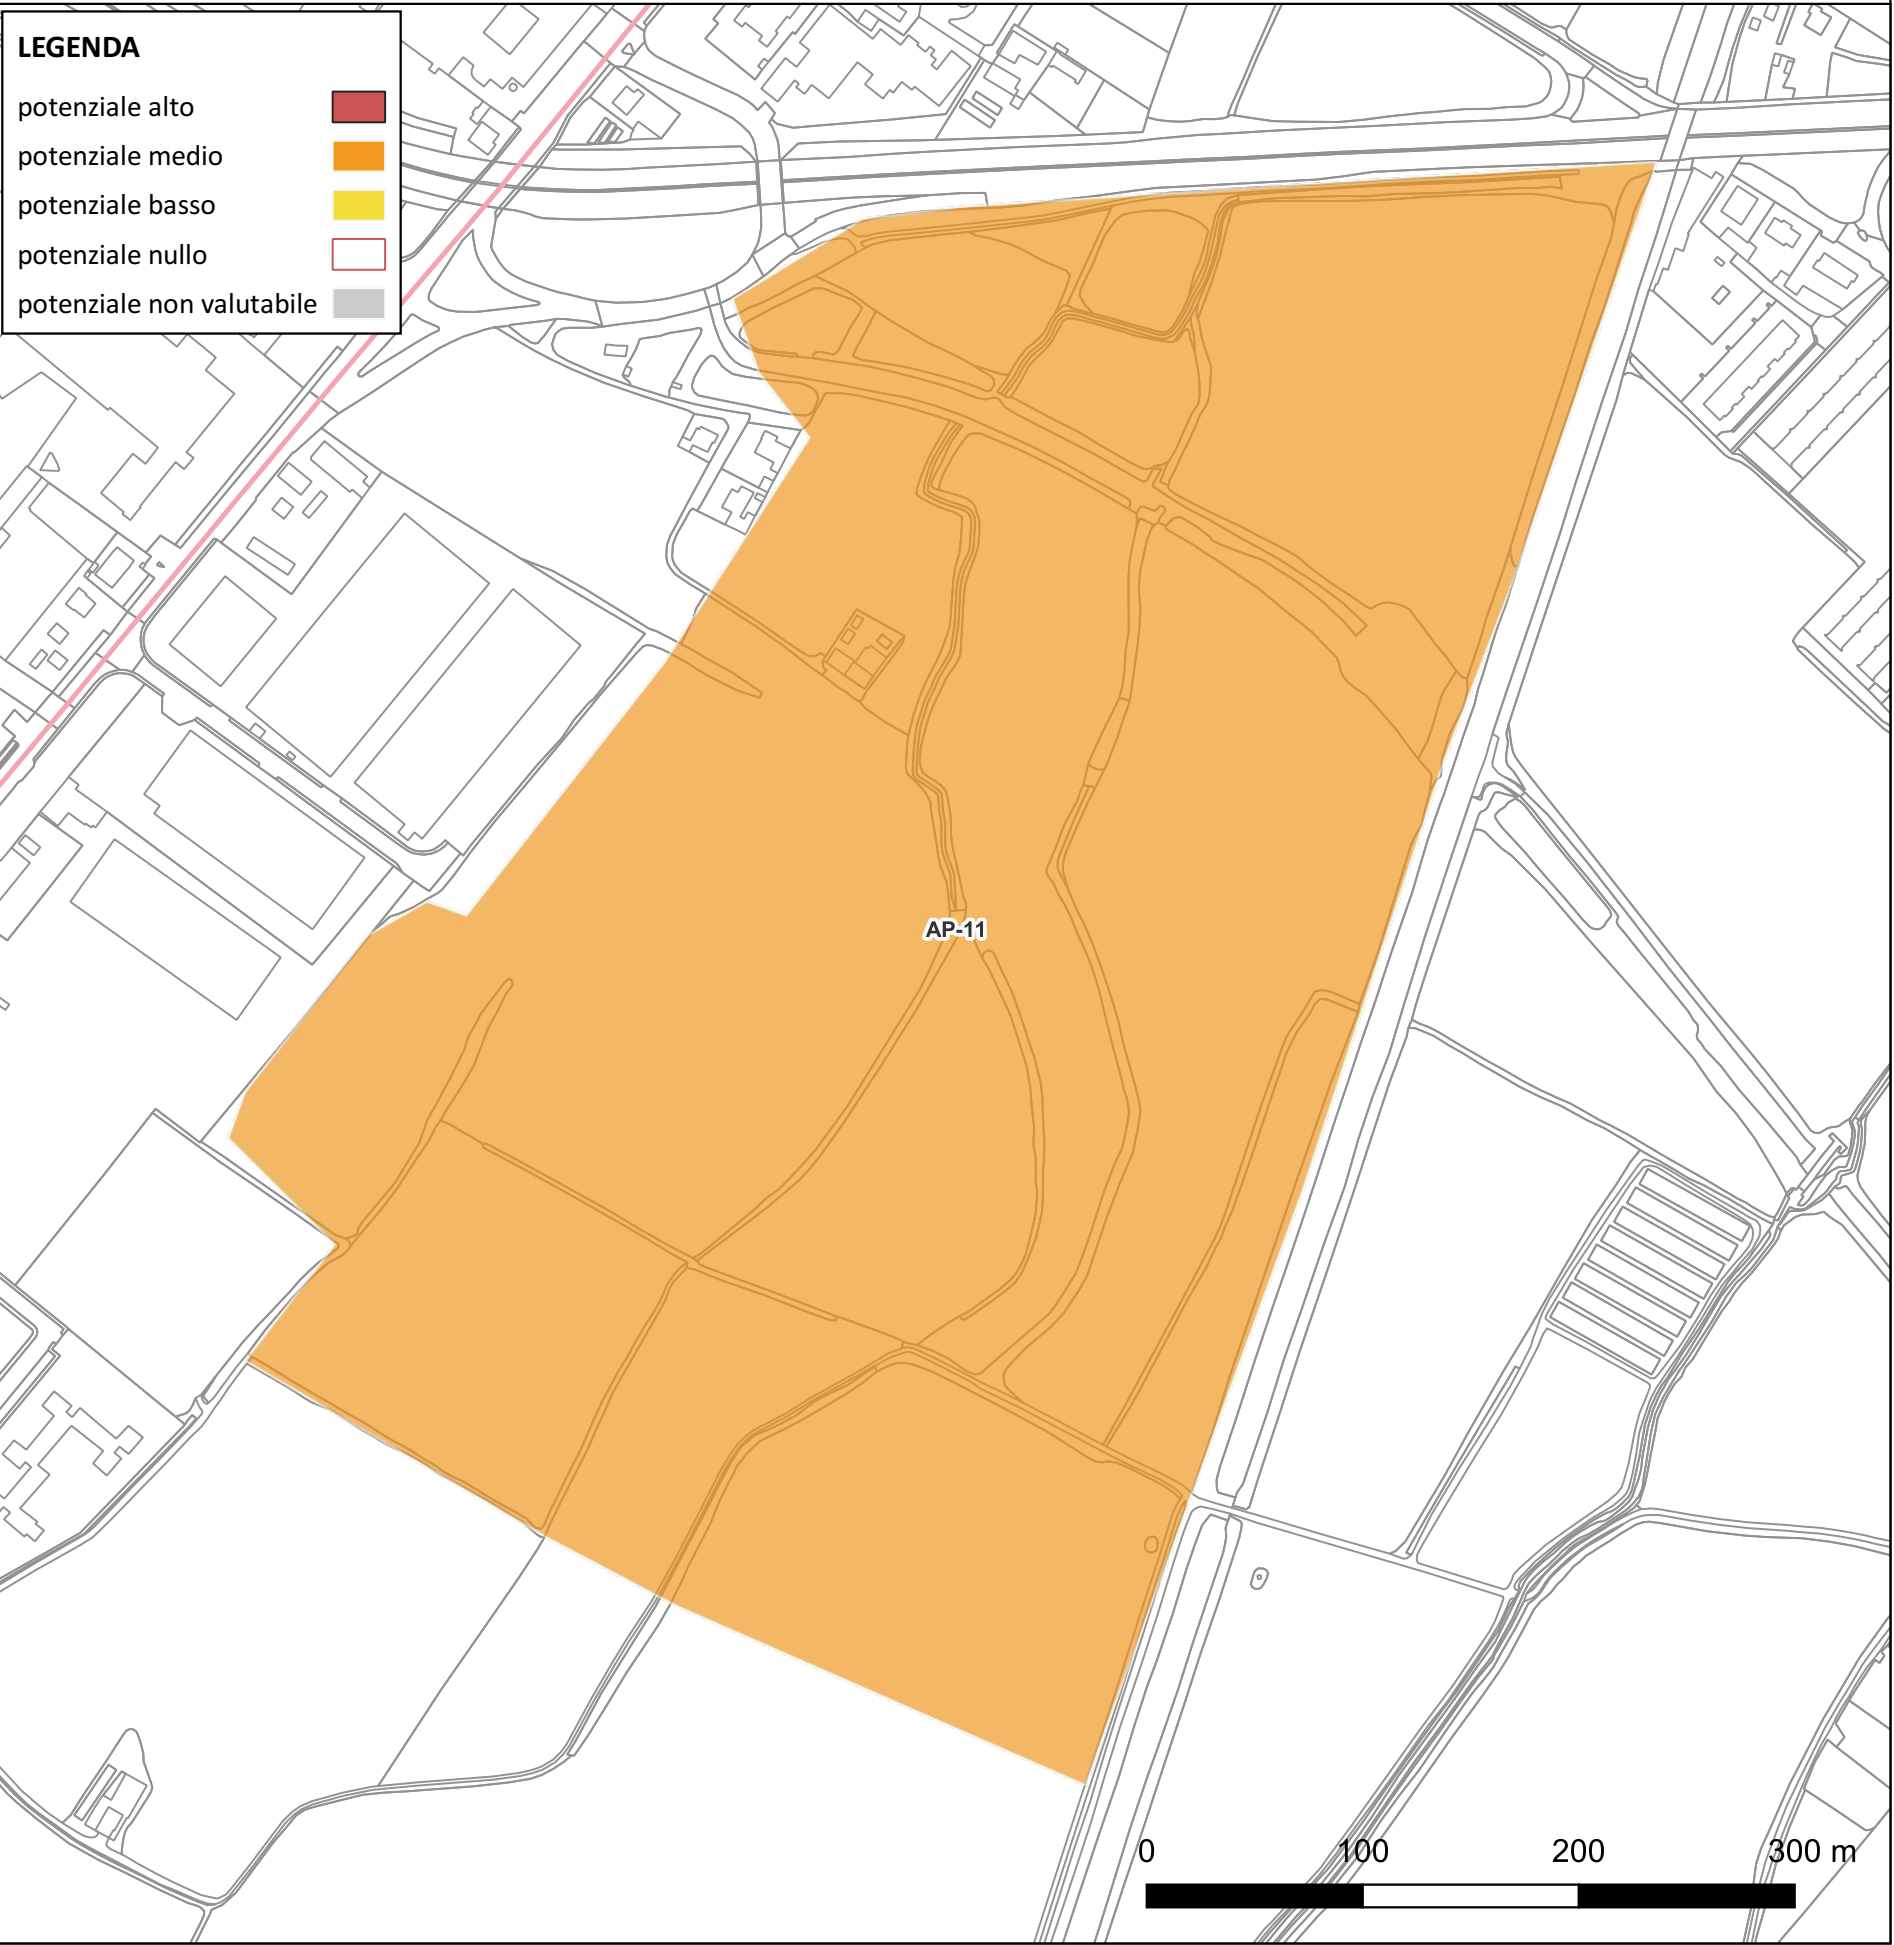 LEGENDA
potenziale alto
potenziale medio
potenziale basso
potenziale nullo
potenziale non valutabile
AP-11
0 100 200 300 m